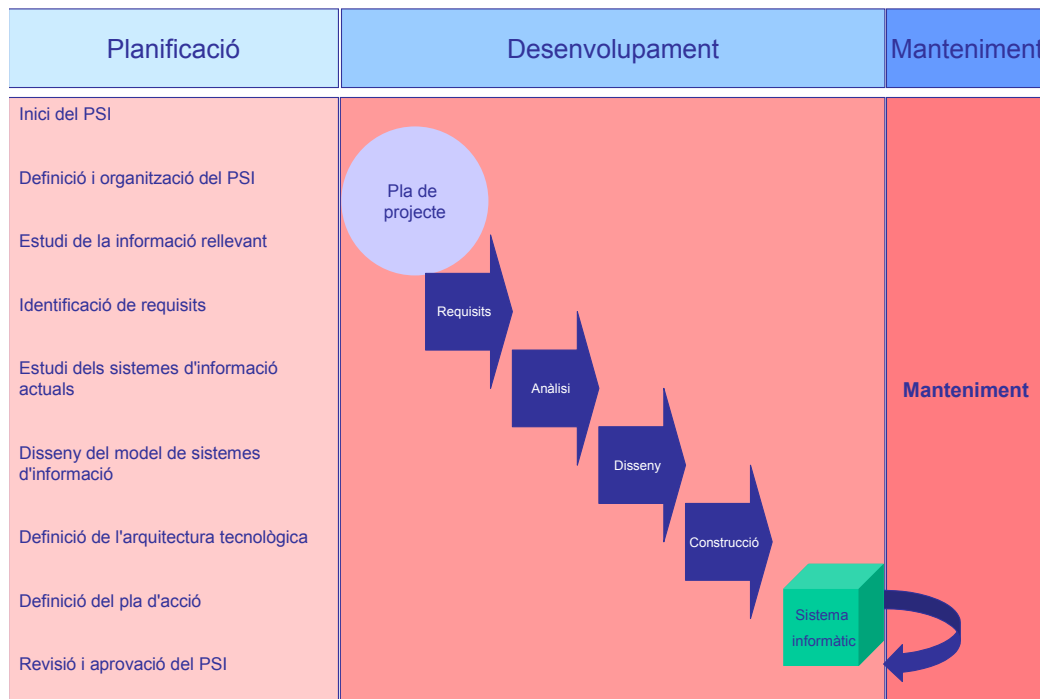 Planificació
Desenvolupament
Manteniment
Inici del PSI
Definició i organització del PSI
Estudi de la informació rellevant
Identificació de requisits
Estudi dels sistemes d'informació
actuals
Disseny del model de sistemes
d'informació
Definició de l'arquitectura tecnològica
Definició del pla d'acció
Revisió i aprovació del PSI
Pla de
projecte
Requisits
Anàlisi
Disseny
Construcció
Sistema
informàtic
Manteniment